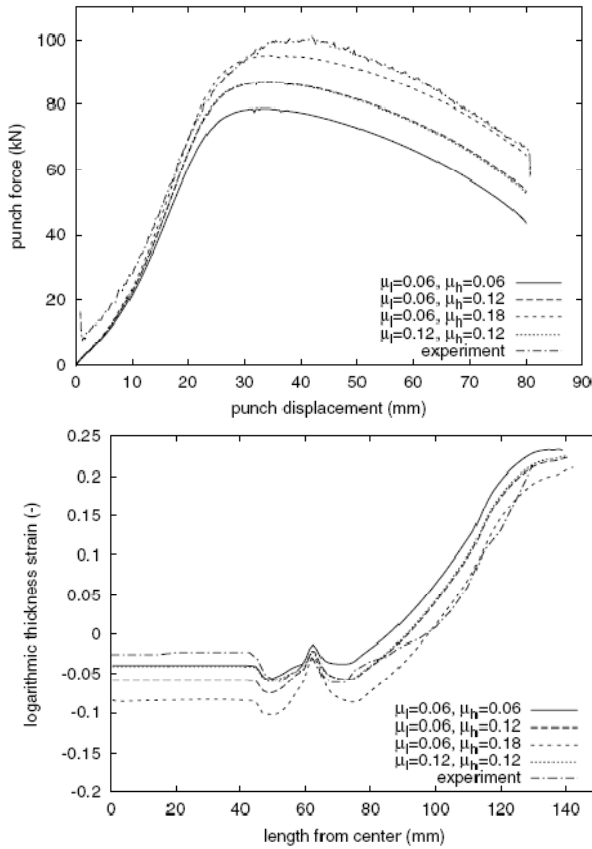 100
80
60
40
20
0
punch force (kN)
μl=0.06, μh=0.06
μl=0.06, μh=0.12
μl=0.06, μh=0.18
μl=0.12, μh=0.12
experiment
0 10 20 30 40 50 60 70 80 90
punch displacement (mm)
0.25
0.2
0.15
0.1
0.05
0
-0.05
-0.1
-0.15
-0.2
logarithmic thickness strain (-)
μl=0.06, μh=0.06
μl=0.06, μh=0.12
μl=0.06, μh=0.18
μl=0.12, μh=0.12
experiment
0 20 40 60 80 100 120 140
length from center (mm)